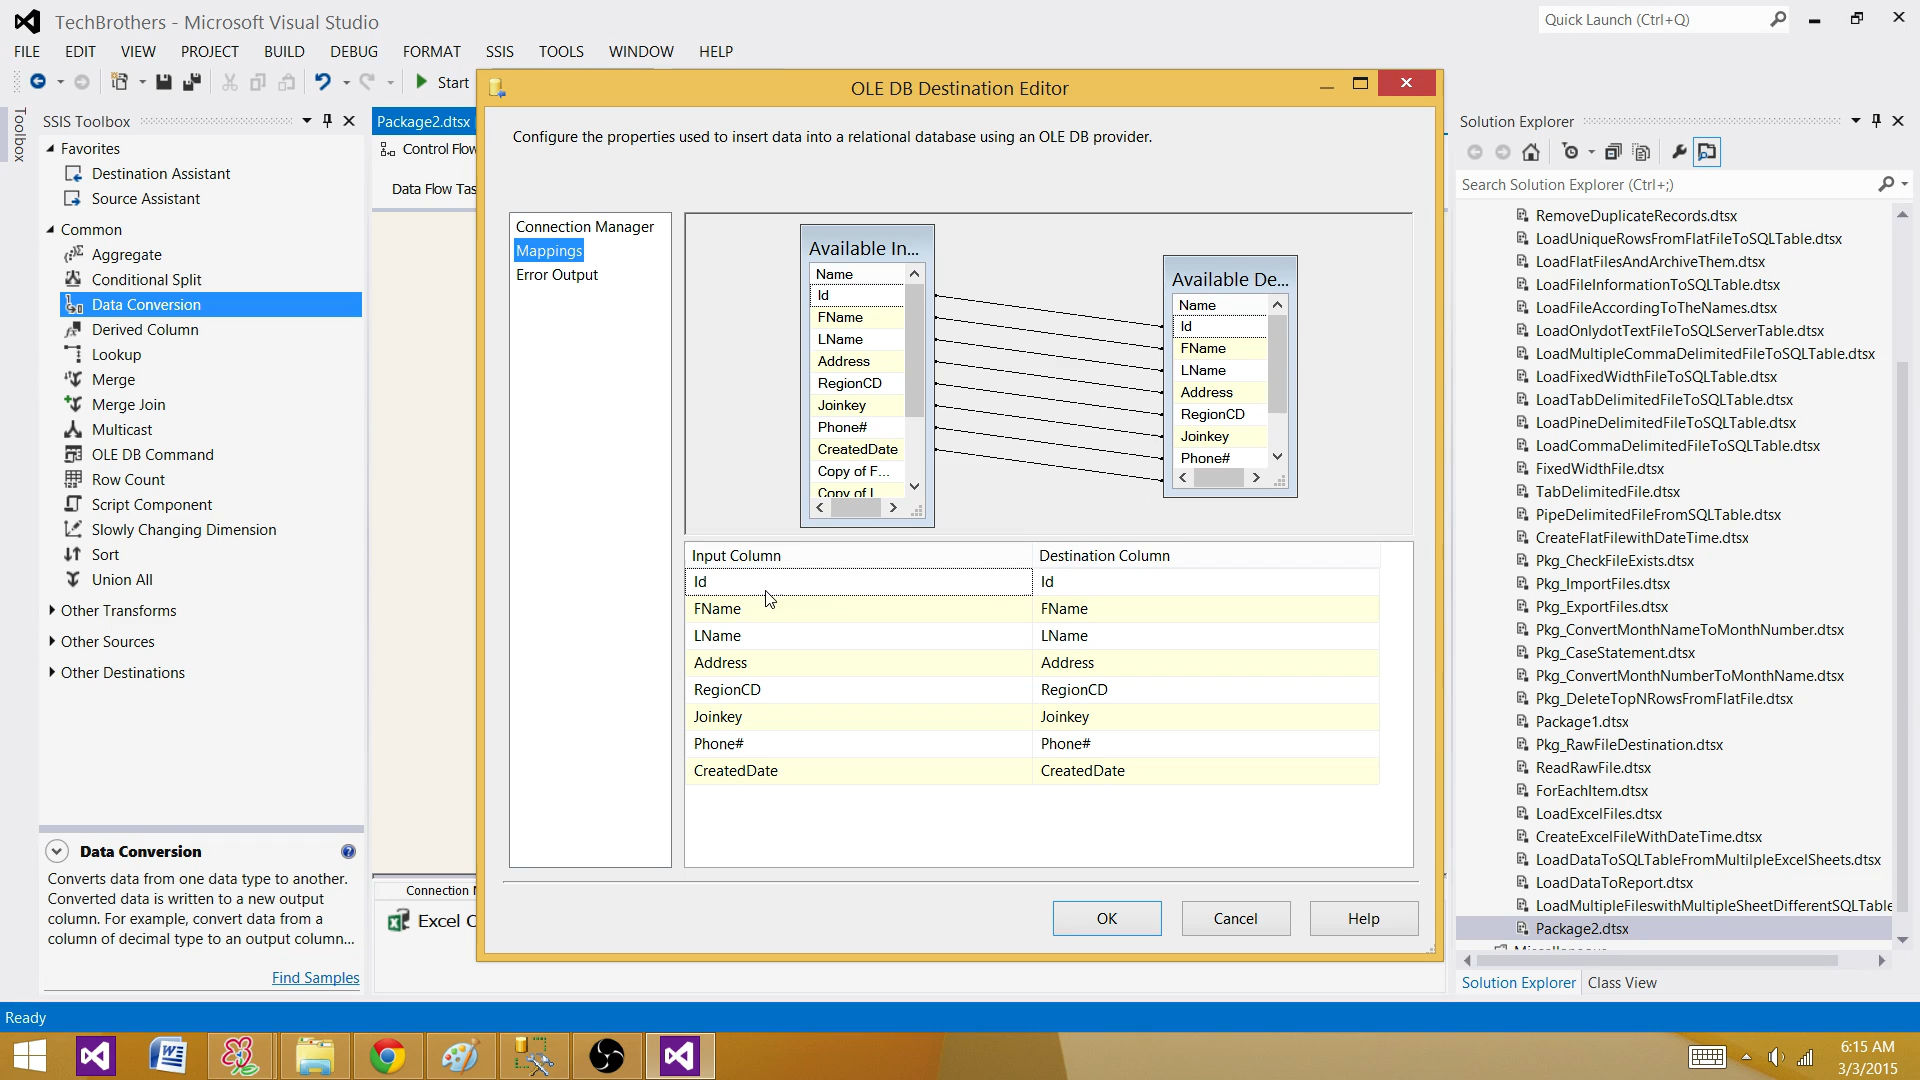 TechBrothers - Microsoft Visual Studio
Quick Launch (Ctrl+Q)
FILE EDIT VIEW PROJECT BUILD DEBUG FORMAT SSIS TOOLS WINDOW HELP
Start
Toolbox
SSIS Toolbox
Favorites
Destination Assistant
Source Assistant
Common
Aggregate
Conditional Split
Data Conversion
Derived Column
Lookup
Merge
Merge Join
Multicast
OLE DB Command
Row Count
Script Component
Slowly Changing Dimension
Sort
Union All
Other Transforms
Other Sources
Other Destinations
Data Conversion
Converts data from one data type to another.
Converted data is written to a new output
column. For example, convert data from a
column of decimal type to an output column...
Find Samples
Package2.dtsx
Control Flow
Data Flow Tas
Connection
Excel C
OLE DB Destination Editor
Configure the properties used to insert data into a relational database using an OLE DB provider.
Connection Manager
Mappings
Error Output
Available In...
Name
Id
FName
LName
Address
RegionCD
Joinkey
Phone#
CreatedDate
Copy of F...
Copy of L
Available De...
Name
Id
FName
LName
Address
RegionCD
Joinkey
Phone#
Input Column Destination Column
Id Id
FName FName
LName LName
Address Address
RegionCD RegionCD
Joinkey Joinkey
Phone# Phone#
CreatedDate CreatedDate
OK Cancel Help
Solution Explorer
Search Solution Explorer (Ctrl+;)
RemoveDuplicateRecords.dtsx
LoadUniqueRowsFromFlatFileToSQLTable.dtsx
LoadFlatFilesAndArchiveThem.dtsx
LoadFileInformationToSQLTable.dtsx
LoadFileAccordingToTheNames.dtsx
LoadOnlydotTextFileToSQLServerTable.dtsx
LoadMultipleCommaDelimitedFileToSQLTable.dtsx
LoadFixedWidthFileToSQLTable.dtsx
LoadTabDelimitedFileToSQLTable.dtsx
LoadPineDelimitedFileToSQLTable.dtsx
LoadCommaDelimitedFileToSQLTable.dtsx
FixedWidthFile.dtsx
TabDelimitedFile.dtsx
PipeDelimitedFileFromSQLTable.dtsx
CreateFlatFilewithDateTime.dtsx
Pkg_CheckFileExists.dtsx
Pkg_ImportFiles.dtsx
Pkg_ExportFiles.dtsx
Pkg_ConvertMonthNameToMonthNumber.dtsx
Pkg_CaseStatement.dtsx
Pkg_ConvertMonthNumberToMonthName.dtsx
Pkg_DeleteTopNRowsFromFlatFile.dtsx
Package1.dtsx
Pkg_RawFileDestination.dtsx
ReadRawFile.dtsx
ForEachItem.dtsx
LoadExcelFiles.dtsx
CreateExcelFileWithDateTime.dtsx
LoadDataToSQLTableFromMultilpleExcelSheets.dtsx
LoadDataToReport.dtsx
LoadMultipleFileswithMultipleSheetDifferentSQLTable
Package2.dtsx
Solution Explorer Class View
Ready
6:15 AM
3/3/2015